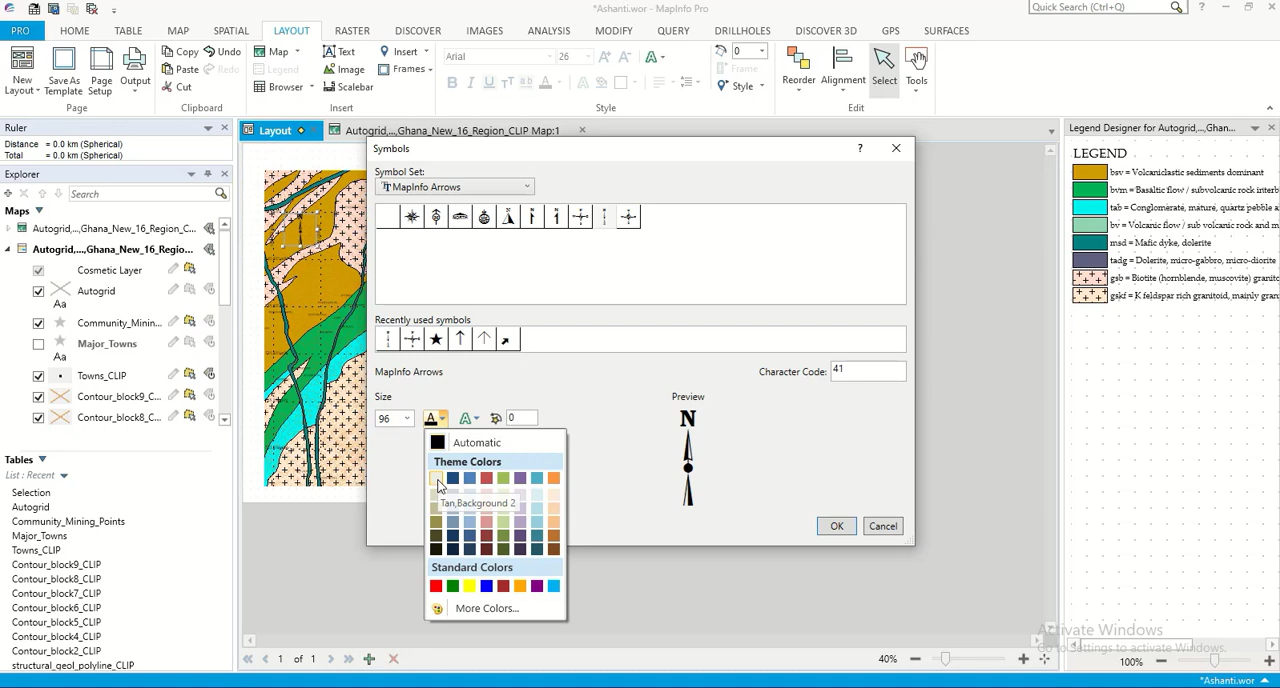 *Ashanti.wor - MapInfo Pro
Quick Search (Ctrl+Q)
PRO HOME TABLE MAP SPATIAL LAYOUT RASTER DISCOVER IMAGES ANALYSIS MODIFY QUERY DRILLHOLES DISCOVER 3D GPS SURFACES
New Layout
Save As Template
Page Setup
Output
Page
Copy Undo
Paste Redo
Cut
Clipboard
Map Text Insert
Legend Image Frames
Browser Scalebar
Insert
Arial 26
B I U
Style
0
Frame
Style
Reorder Alignment Select Tools
Edit
Ruler
Distance = 0.0 km (Spherical)
Total = 0.0 km (Spherical)
Explorer
Search
Maps
Autogrid,...,Ghana_New_16_Region_C...
Autogrid,...,Ghana_New_16_Regio...
Cosmetic Layer
Autogrid
Aa
Community_Minin...
Major_Towns
Aa
Towns_CLIP
Contour_block9_C...
Contour_block8_C...
Tables
List : Recent
Selection
Autogrid
Community_Mining_Points
Major_Towns
Towns_CLIP
Contour_block9_CLIP
Contour_block8_CLIP
Contour_block7_CLIP
Contour_block6_CLIP
Contour_block5_CLIP
Contour_block4_CLIP
Contour_block2_CLIP
structural_geol_polyline_CLIP
Layout
Autogrid,...,Ghana_New_16_Region_CLIP Map:1
Symbols
?
Symbol Set:
MapInfo Arrows
Recently used symbols
MapInfo Arrows
Character Code: 41
Size
96
A
A
0
Preview
N
Automatic
Theme Colors
Tan,Background 2
Standard Colors
More Colors...
OK Cancel
1 of 1
40%
Legend Designer for Autogrid,...,Ghan...
LEGEND
bsv = Volcaniclastic sediments dominant
bvm = Basaltic flow / subvolcanic rock interb
tab = Conglomerate, mature, quartz pebble a
bv = Volcanic flow / sub volcanic rock and m
msd = Mafic dyke, dolerite
tadg = Dolerite, micro-gabbro, micro-diorite
gsb = Biotite (hornblende, muscovite) granito
gskf = K feldspar rich granitoid, mainly gran
Activate Windows
Go to Settings to activate Windows.
100%
*Ashanti.wor